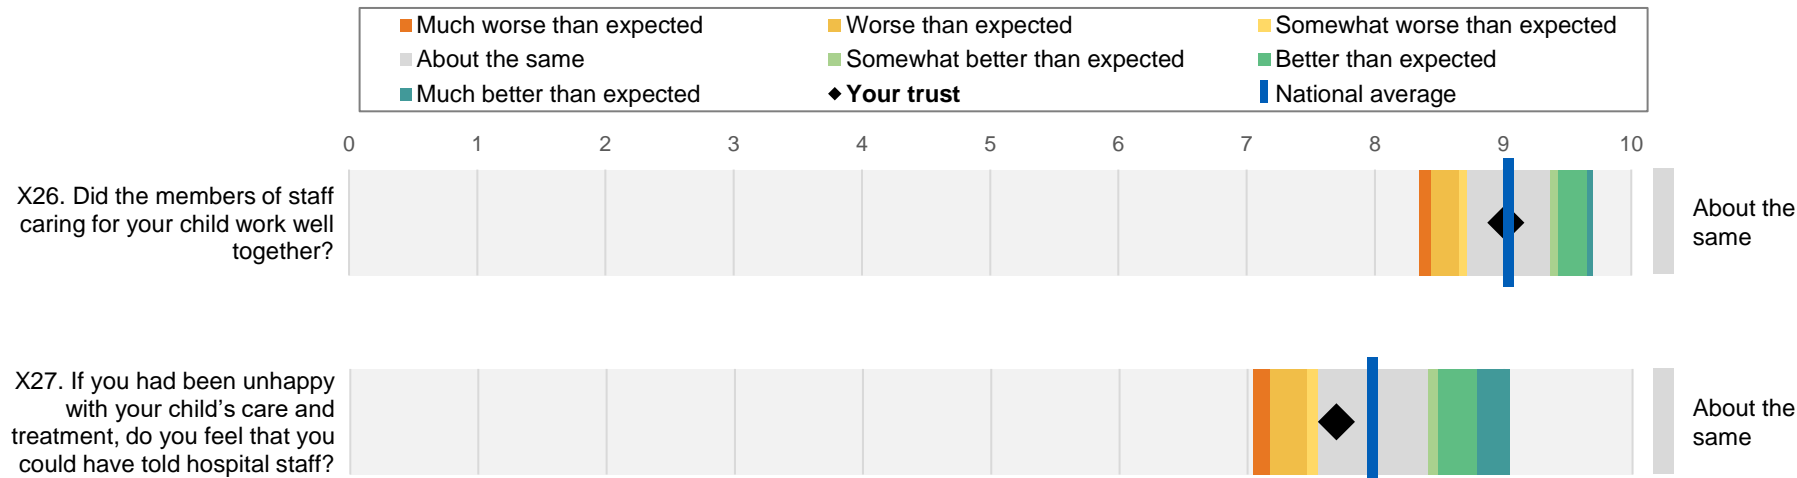 Much worse than expected
Worse than expected
Somewhat worse than expected
About the same
Somewhat better than expected
Better than expected
Much better than expected
Your trust
National average
0 1 2 3 4 5 6 7 8 9 10
X26. Did the members of staff
caring for your child work well
together?
About the
same
X27. If you had been unhappy
with your child’s care and
treatment, do you feel that you
could have told hospital staff?
About the
same